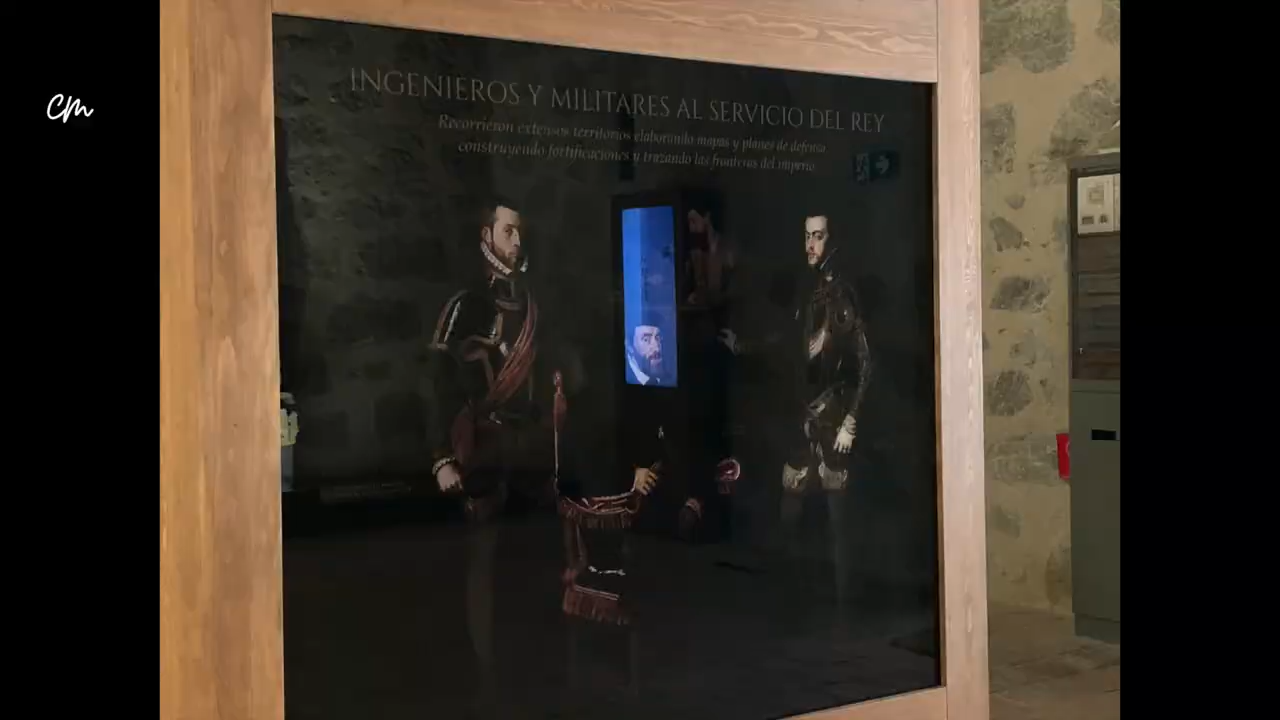 CM
INGENIEROS Y MILITARES AL SERVICIO DEL REY
Recorrieron extensos territorios elaborando mapas y planes de defensa
construyendo fortificaciones y trazando las fronteras del imperio